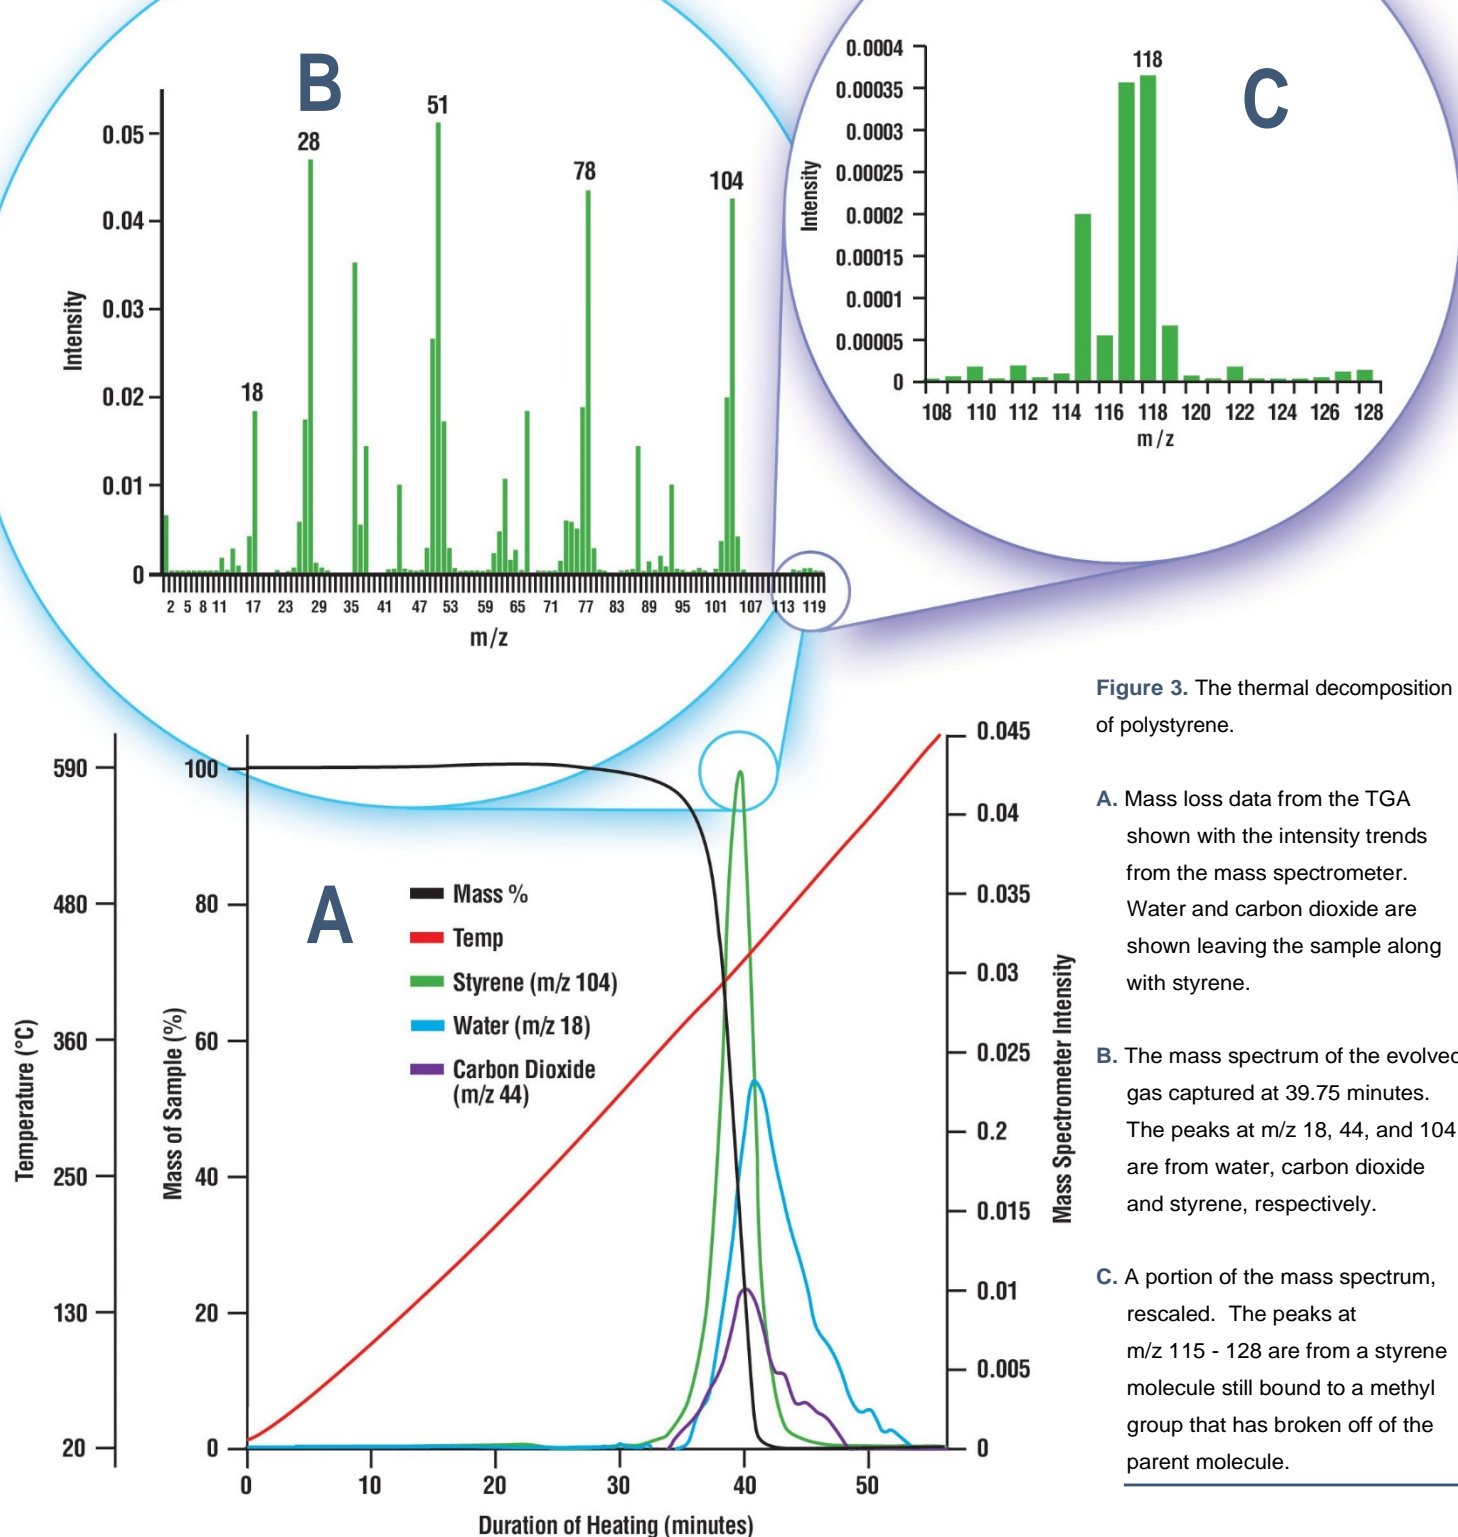 B
0.05
0.04
0.03
0.02
0.01
0
Intensity
18
28
51
78
104
2 5 8 11 17 23 29 35 41 47 53 59 65 71 77 83 89 95 101 107 113 119
m/z
C
0.0004
0.00035
0.0003
0.00025
0.0002
0.00015
0.0001
0.00005
0
Intensity
118
108 110 112 114 116 118 120 122 124 126 128
m/z
A
590
480
360
250
130
20
Temperature (°C)
100
80
60
40
20
0
Mass of Sample (%)
Mass %
Temp
Styrene (m/z 104)
Water (m/z 18)
Carbon Dioxide
(m/z 44)
0.045
0.04
0.035
0.03
0.025
0.2
0.015
0.01
0.005
0
Mass Spectrometer Intensity
0 10 20 30 40 50
Duration of Heating (minutes)
Figure 3. The thermal decomposition
of polystyrene.
A. Mass loss data from the TGA
shown with the intensity trends
from the mass spectrometer.
Water and carbon dioxide are
shown leaving the sample along
with styrene.
B. The mass spectrum of the evolved
gas captured at 39.75 minutes.
The peaks at m/z 18, 44, and 104
are from water, carbon dioxide
and styrene, respectively.
C. A portion of the mass spectrum,
rescaled. The peaks at
m/z 115 - 128 are from a styrene
molecule still bound to a methyl
group that has broken off of the
parent molecule.